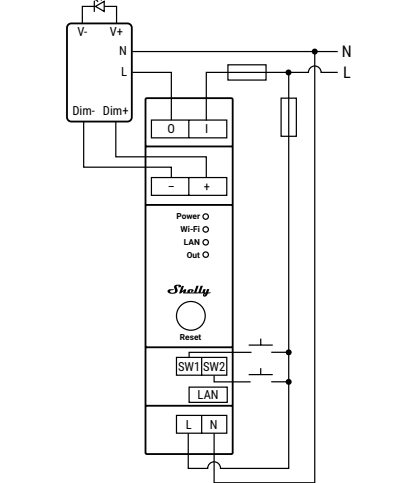 V- V+
N
N
L
L
Dim- Dim+
O I
− +
Power
Wi-Fi
LAN
Out
Shelly
Reset
SW1 SW2
LAN
L N